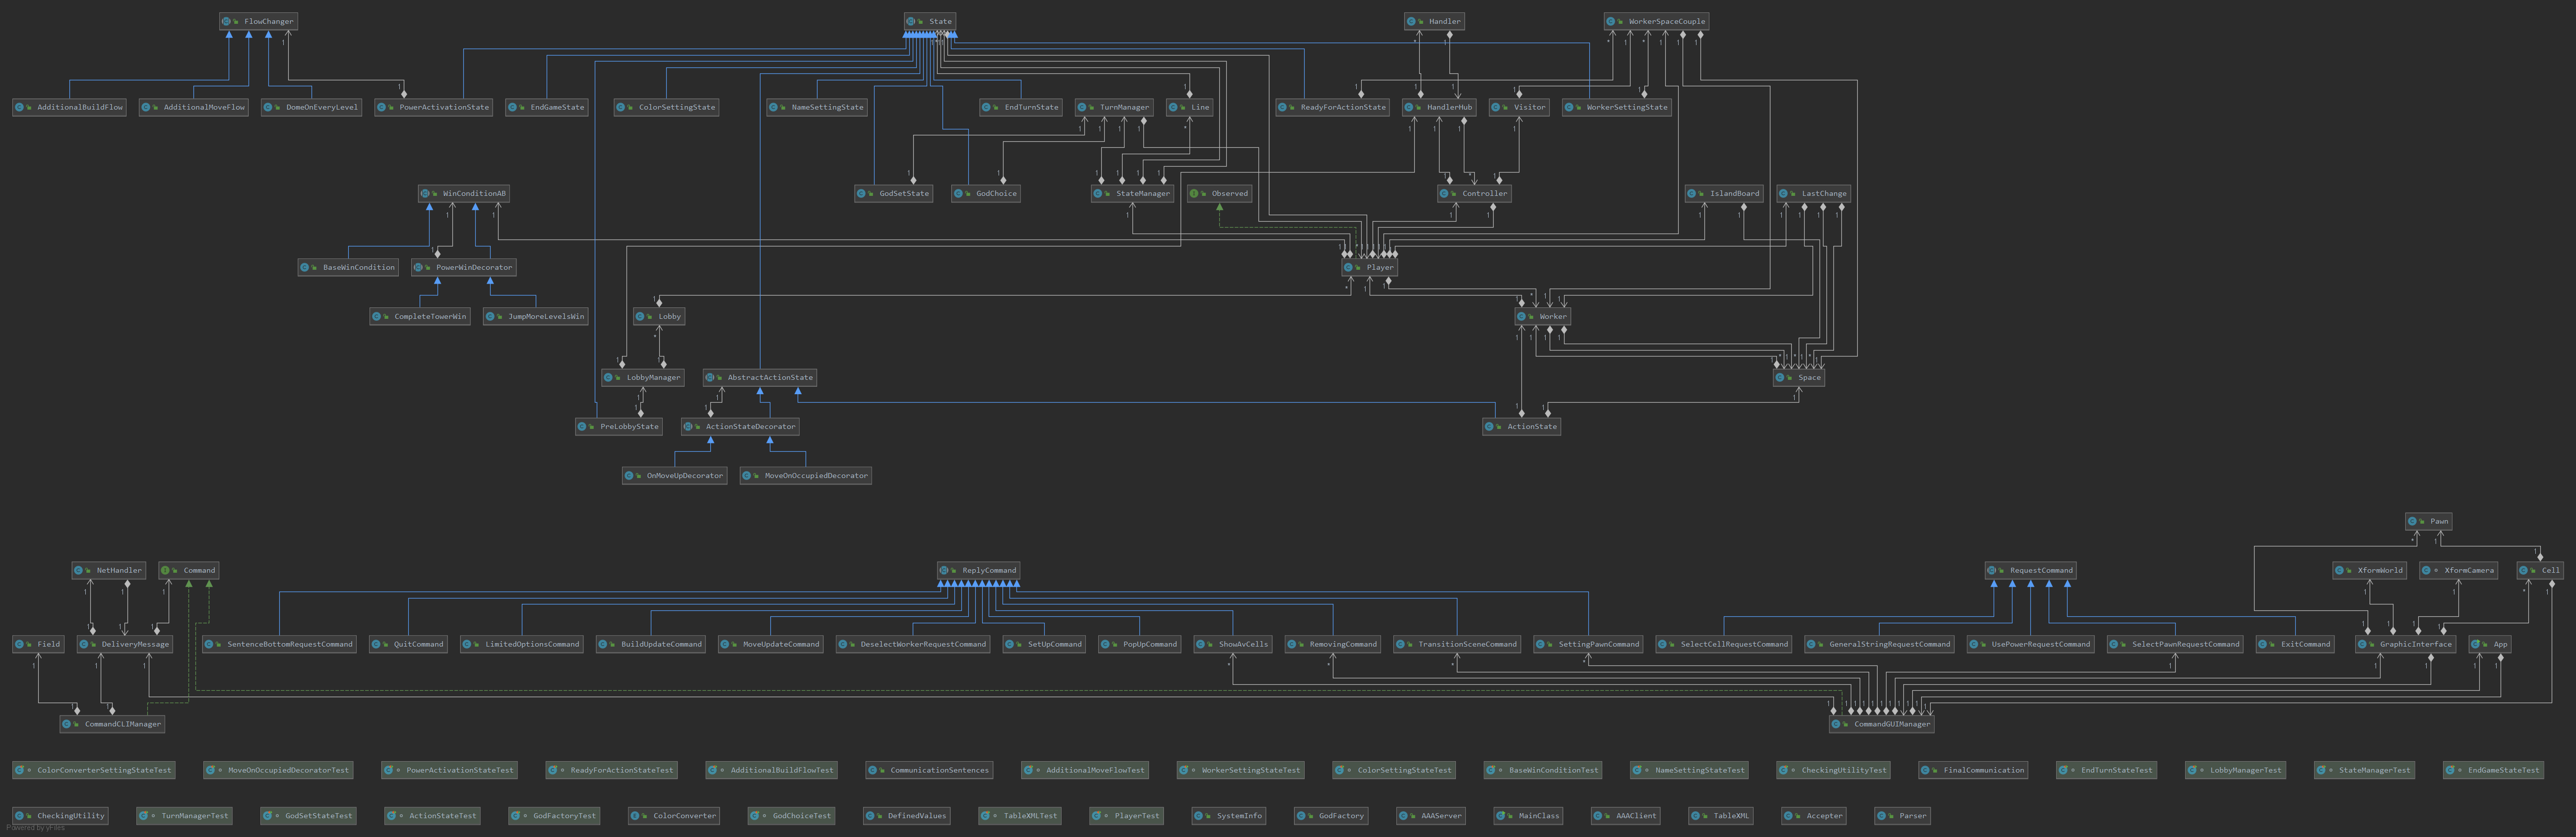 FlowChanger
State
Handler
WorkerSpaceCouple
AdditionalBuildFlow
AdditionalMoveFlow
DomeOnEveryLevel
PowerActivationState
EndGameState
ColorSettingState
NameSettingState
EndTurnState
TurnManager
Line
ReadyForActionState
HandlerHub
Visitor
WorkerSettingState
WinConditionAB
GodSetState
GodChoice
StateManager
Observed
Controller
IslandBoard
LastChange
BaseWinCondition
PowerWinDecorator
Player
CompleteTowerWin
JumpMoreLevelsWin
Lobby
Worker
LobbyManager
AbstractActionState
Space
PreLobbyState
ActionStateDecorator
ActionState
OnMoveUpDecorator
MoveOnOccupiedDecorator
Pawn
NetHandler
Command
ReplyCommand
RequestCommand
XformWorld
XformCamera
Cell
Field
DeliveryMessage
SentenceBottomRequestCommand
QuitCommand
LimitedOptionsCommand
BuildUpdateCommand
MoveUpdateCommand
DeselectWorkerRequestCommand
SetUpCommand
PopUpCommand
ShowAvCells
RemovingCommand
TransitionSceneCommand
SettingPawnCommand
SelectCellRequestCommand
GeneralStringRequestCommand
UsePowerRequestCommand
SelectPawnRequestCommand
ExitCommand
GraphicInterface
App
CommandCLIManager
CommandGUIManager
ColorConverterSettingStateTest
MoveOnOccupiedDecoratorTest
PowerActivationStateTest
ReadyForActionStateTest
AdditionalBuildFlowTest
CommunicationSentences
AdditionalMoveFlowTest
WorkerSettingStateTest
ColorSettingStateTest
BaseWinConditionTest
NameSettingStateTest
CheckingUtilityTest
FinalCommunication
EndTurnStateTest
LobbyManagerTest
StateManagerTest
EndGameStateTest
CheckingUtility
TurnManagerTest
GodSetStateTest
ActionStateTest
GodFactoryTest
ColorConverter
GodChoiceTest
DefinedValues
TableXMLTest
PlayerTest
SystemInfo
GodFactory
AAAServer
MainClass
AAAClient
TableXML
Accepter
Parser
Powered by yFiles